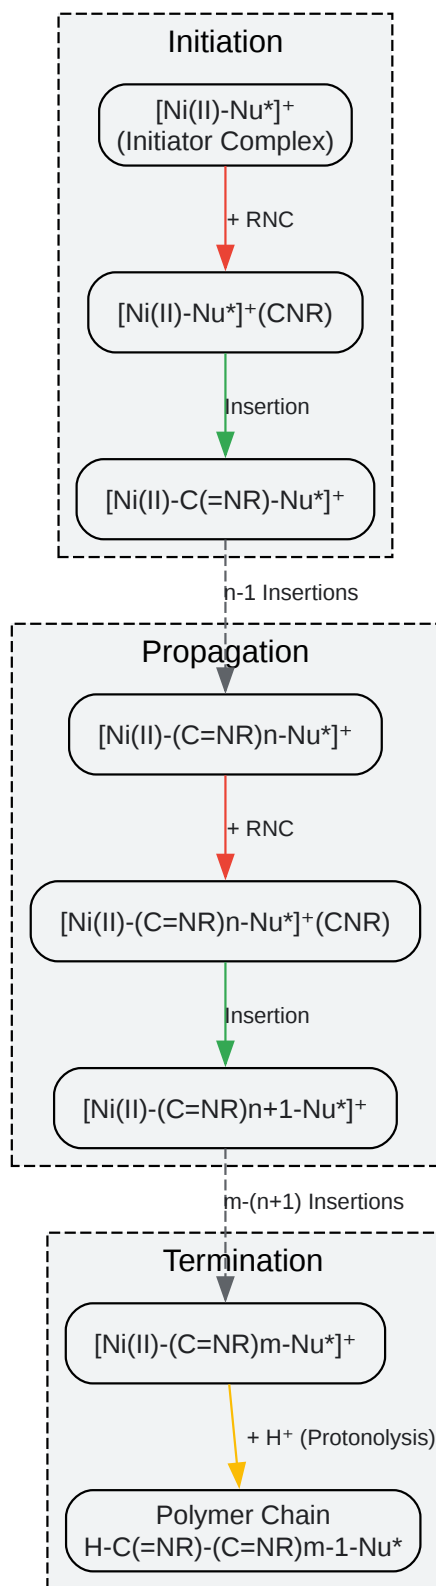 Initiation
[Ni(II)-Nu*]⁺
(Initiator Complex)
+ RNC
[Ni(II)-Nu*]⁺(CNR)
Insertion
[Ni(II)-C(=NR)-Nu*]⁺
n-1 Insertions
Propagation
[Ni(II)-(C=NR)n-Nu*]⁺
+ RNC
[Ni(II)-(C=NR)n-Nu*]⁺(CNR)
Insertion
[Ni(II)-(C=NR)n+1-Nu*]⁺
m-(n+1) Insertions
Termination
[Ni(II)-(C=NR)m-Nu*]⁺
+ H⁺ (Protonolysis)
Polymer Chain
H-C(=NR)-(C=NR)m-1-Nu*